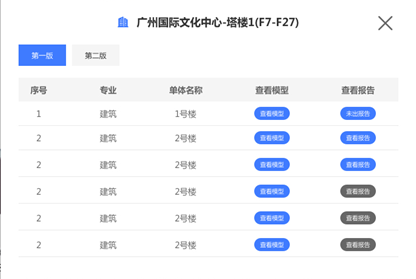 广州国际文化中心-塔楼1(F7-F27)
第一版 第二版
序号 专业 单体名称 查看模型 查看报告
1 建筑 1号楼 查看模型 未出报告
2 建筑 2号楼 查看模型 查看报告
2 建筑 2号楼 查看模型 查看报告
2 建筑 2号楼 查看模型 查看报告
2 建筑 2号楼 查看模型 查看报告
2 建筑 2号楼 查看模型 查看报告